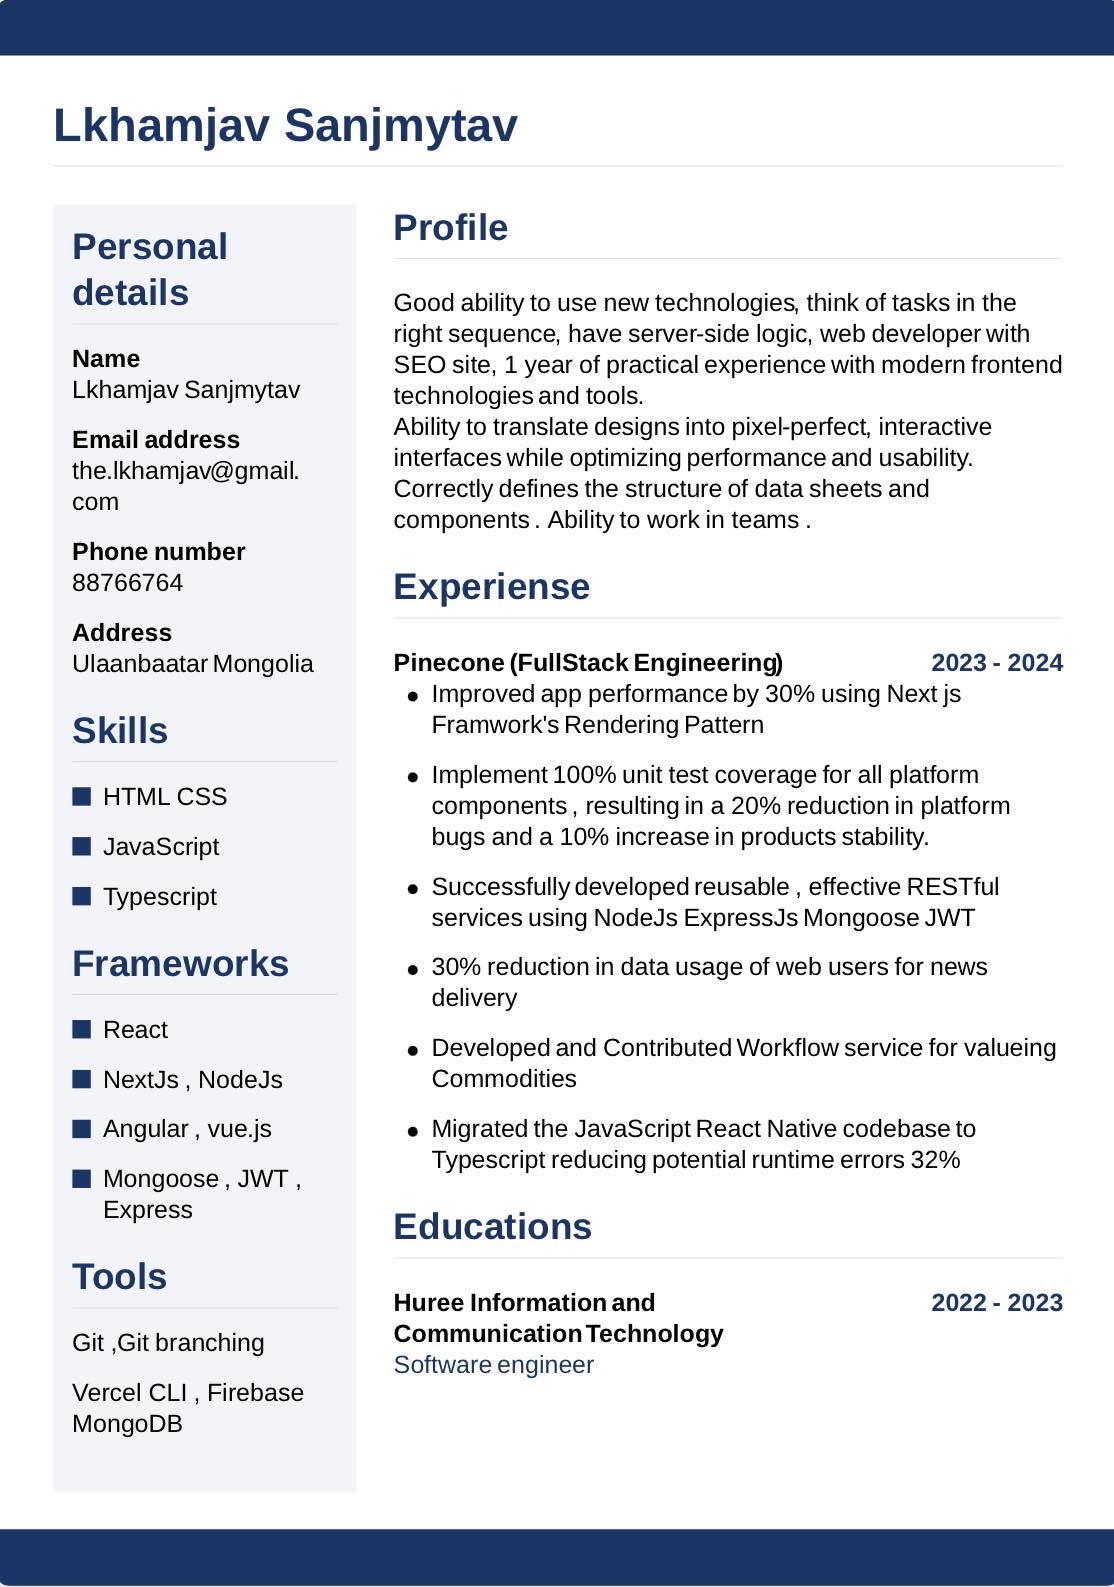 Lkhamjav Sanjmytav
Personal
details
Name
Lkhamjav Sanjmytav
Email address
the.lkhamjav@gmail.
com
Phone number
88766764
Address
Ulaanbaatar Mongolia
Skills
HTML CSS
JavaScript
Typescript
Frameworks
React
NextJs , NodeJs
Angular , vue.js
Mongoose , JWT ,
Express
Tools
Git ,Git branching
Vercel CLI , Firebase
MongoDB
Profile
Good ability to use new technologies, think of tasks in the
right sequence, have server-side logic, web developer with
SEO site, 1 year of practical experience with modern frontend
technologies and tools.
Ability to translate designs into pixel-perfect, interactive
interfaces while optimizing performance and usability.
Correctly defines the structure of data sheets and
components . Ability to work in teams .
Experiense
Pinecone (FullStack Engineering) 2023 - 2024
● Improved app performance by 30% using Next js
Framwork's Rendering Pattern
● Implement 100% unit test coverage for all platform
components , resulting in a 20% reduction in platform
bugs and a 10% increase in products stability.
● Successfully developed reusable , effective RESTful
services using NodeJs ExpressJs Mongoose JWT
● 30% reduction in data usage of web users for news
delivery
● Developed and Contributed Workflow service for valueing
Commodities
● Migrated the JavaScript React Native codebase to
Typescript reducing potential runtime errors 32%
Educations
Huree Information and 2022 - 2023
Communication Technology
Software engineer